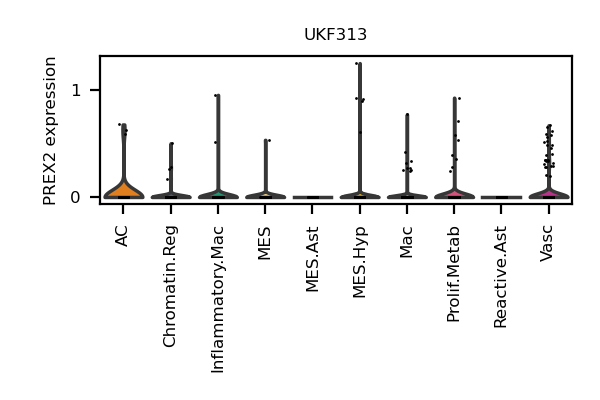 UKF313
PREX2 expression
1
0
AC
Chromatin.Reg
Inflammatory.Mac
MES
MES.Ast
MES.Hyp
Mac
Prolif.Metab
Reactive.Ast
Vasc